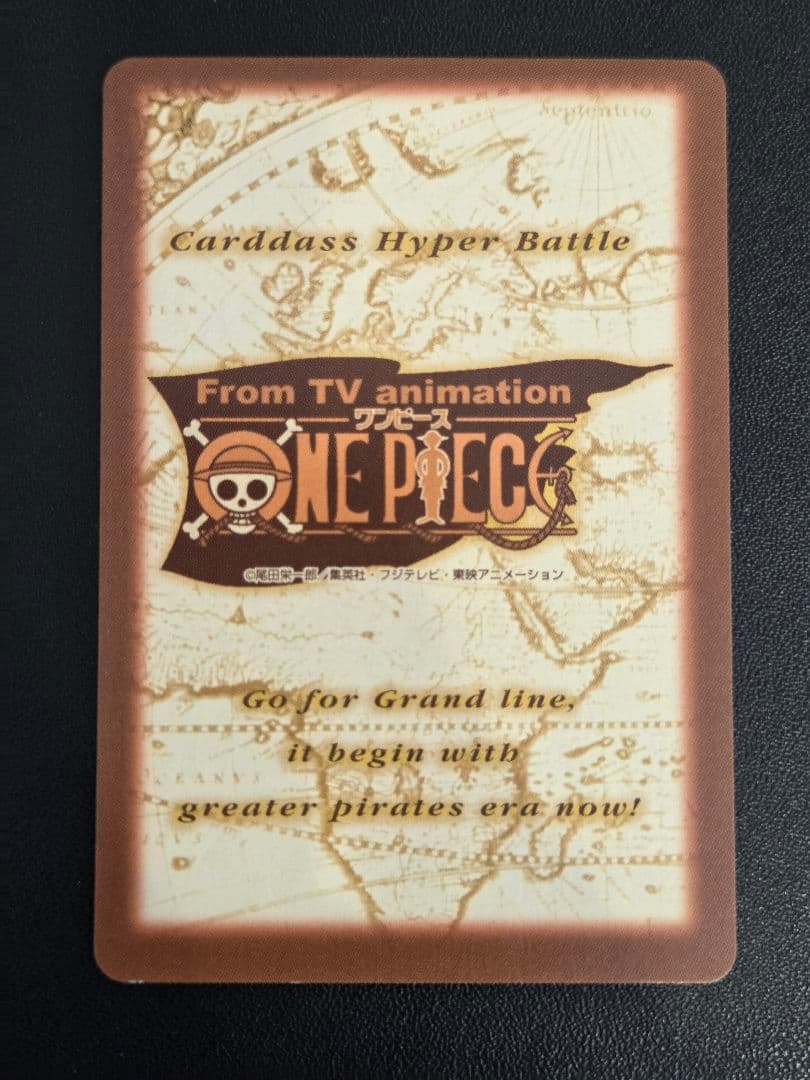 Septentrio
Carddass Hyper Battle
From TV animation
ワンピース
ONE PIECE
©尾田栄一郎／集英社・フジテレビ・東映アニメーション
Go for Grand line,
it begin with
greater pirates era now!